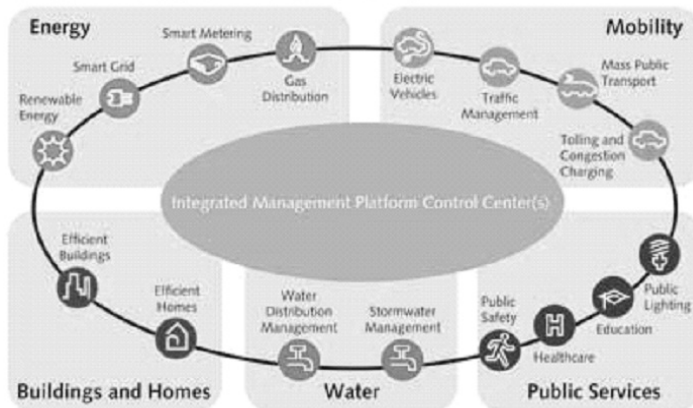 Energy
Smart Metering
Smart Grid
Renewable
Energy
Gas
Distribution
Mobility
Electric
Vehicles
Traffic
Management
Mass Public
Transport
Tolling and
Congestion
Charging
Integrated Management Platform Control Center(s)
Efficient
Buildings
Efficient
Homes
Buildings and Homes
Water
Distribution
Management
Stormwater
Management
Water
Public
Safety
Healthcare
Education
Public
Lighting
Public Services